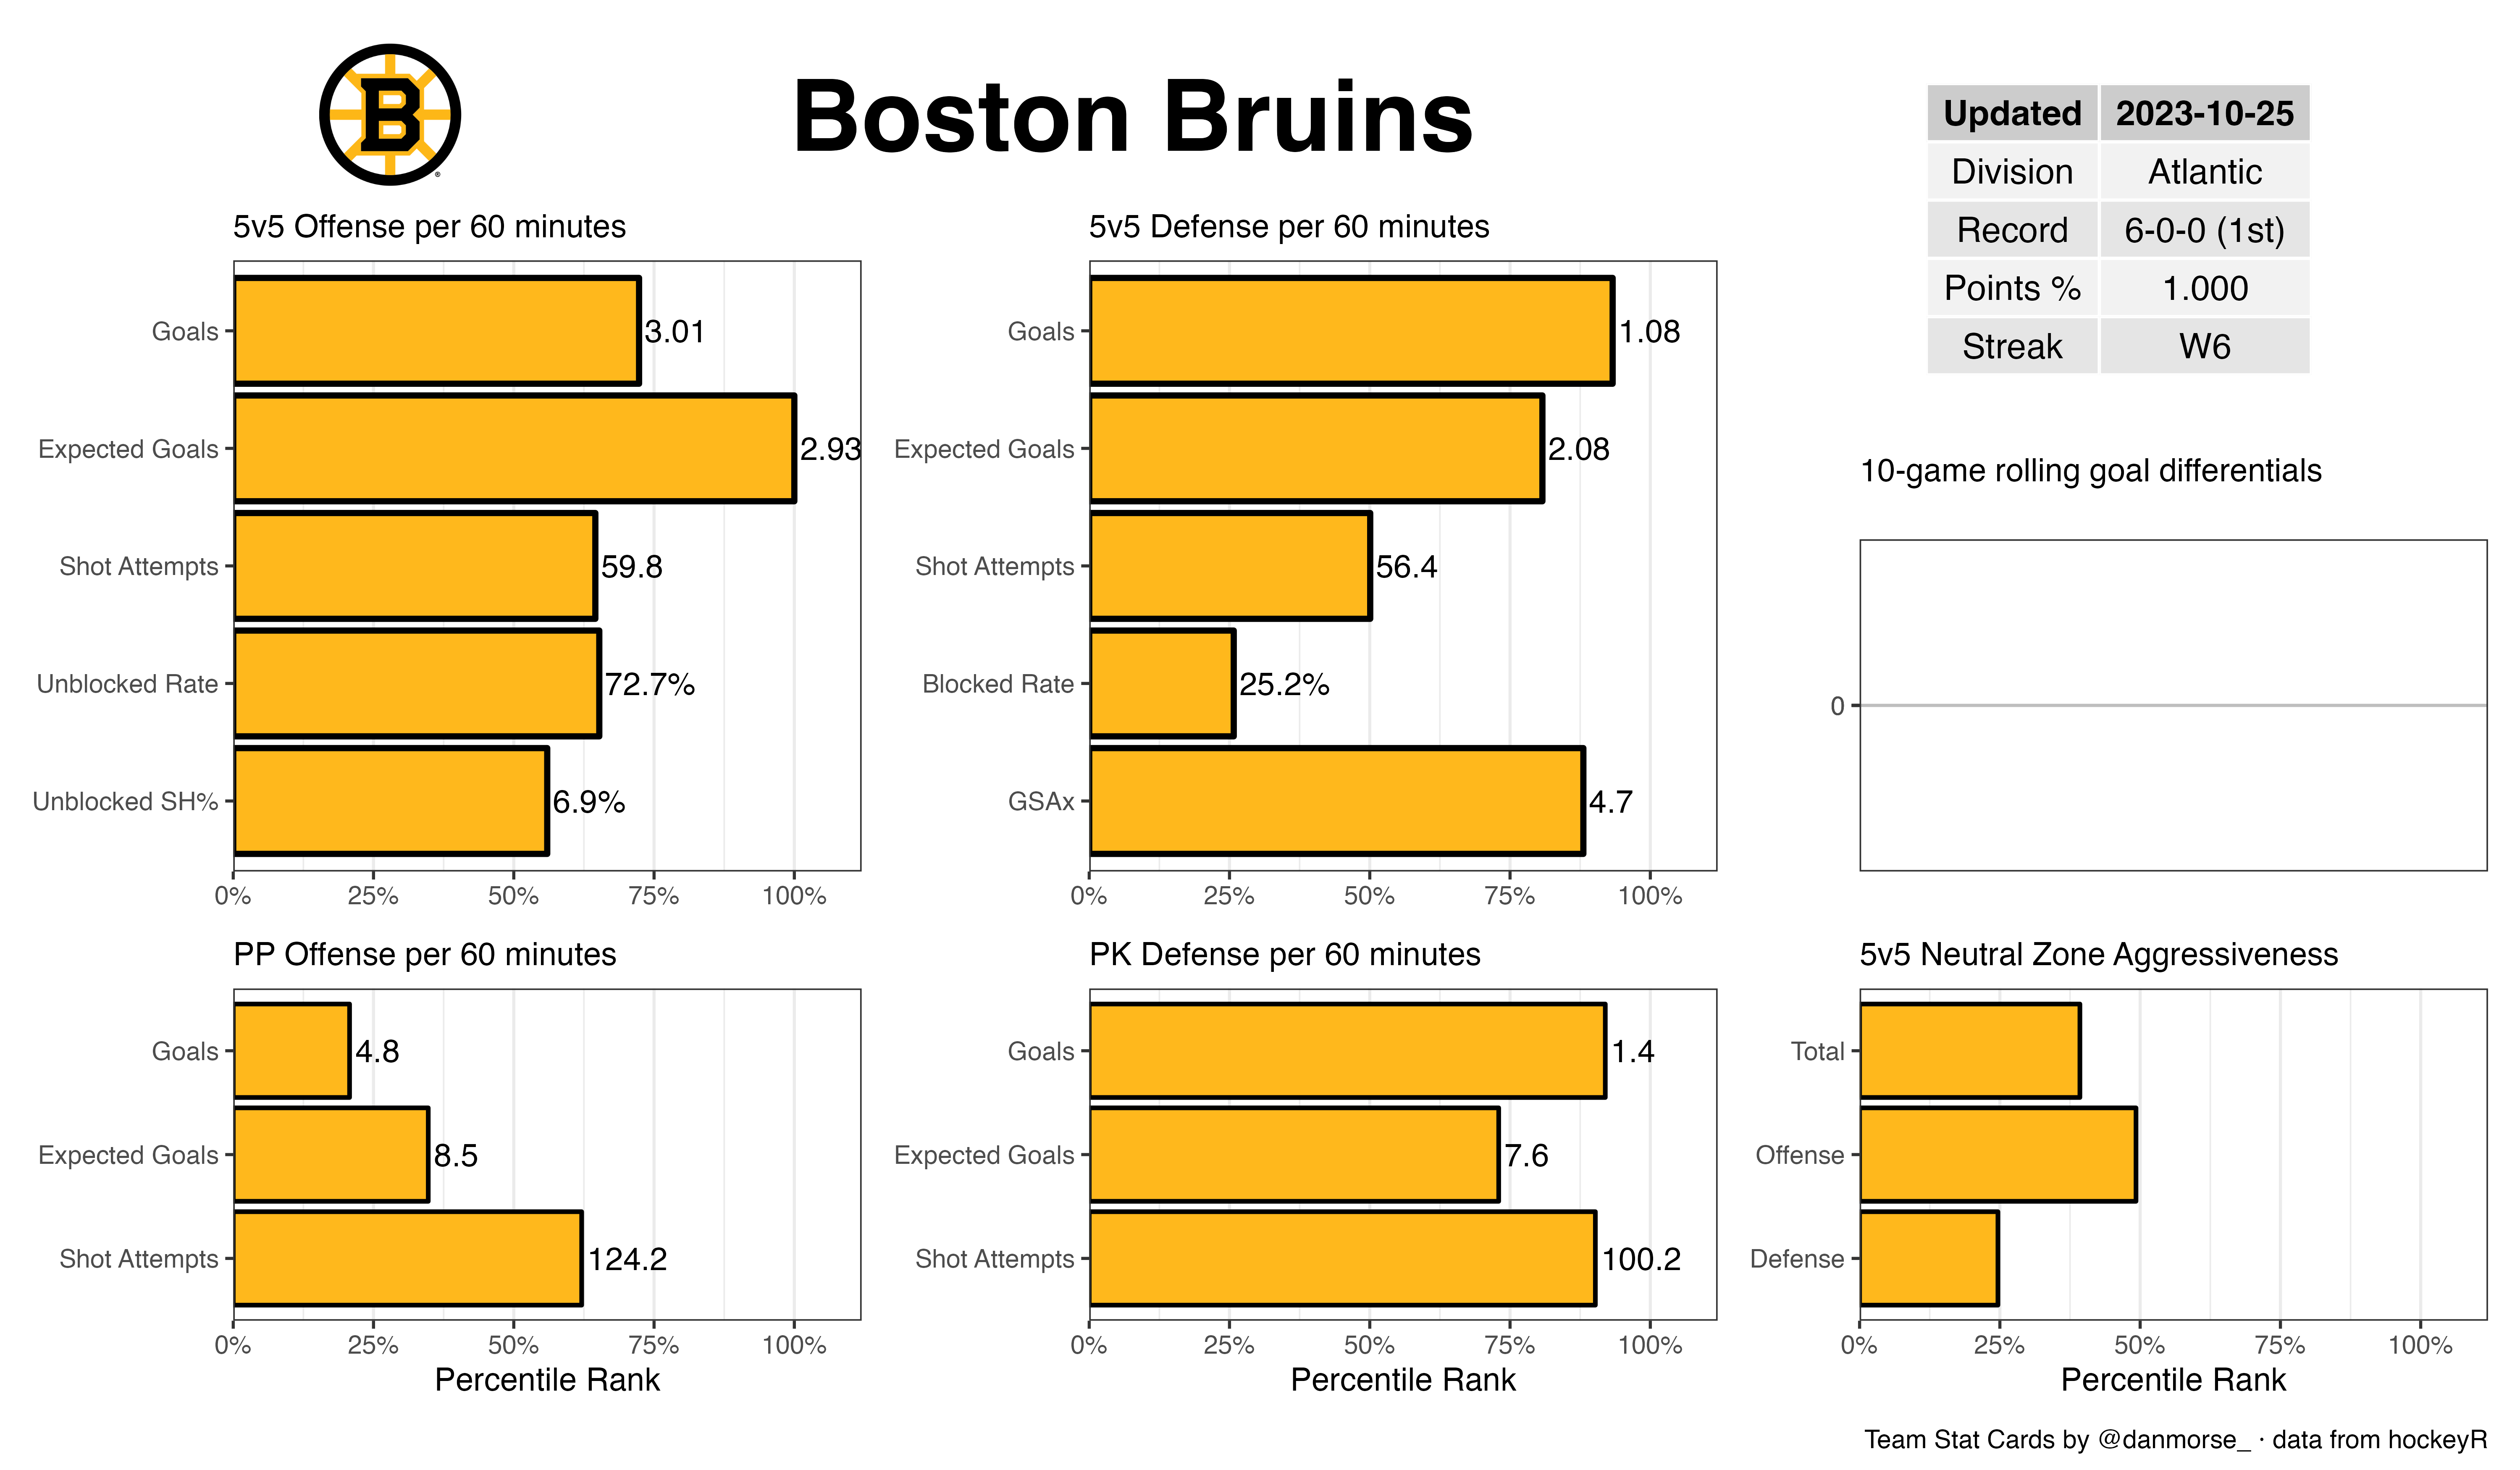 B
®
Boston Bruins
Updated 2023-10-25
Division Atlantic
Record 6-0-0 (1st)
Points % 1.000
Streak W6
5v5 Offense per 60 minutes
Goals 3.01
Expected Goals 2.93
Shot Attempts 59.8
Unblocked Rate 72.7%
Unblocked SH% 6.9%
0% 25% 50% 75% 100%
5v5 Defense per 60 minutes
Goals 1.08
Expected Goals 2.08
Shot Attempts 56.4
Blocked Rate 25.2%
GSAx 4.7
0% 25% 50% 75% 100%
10-game rolling goal differentials
0
PP Offense per 60 minutes
Goals 4.8
Expected Goals 8.5
Shot Attempts 124.2
0% 25% 50% 75% 100%
Percentile Rank
PK Defense per 60 minutes
Goals 1.4
Expected Goals 7.6
Shot Attempts 100.2
0% 25% 50% 75% 100%
Percentile Rank
5v5 Neutral Zone Aggressiveness
Total
Offense
Defense
0% 25% 50% 75% 100%
Percentile Rank
Team Stat Cards by @danmorse_ · data from hockeyR